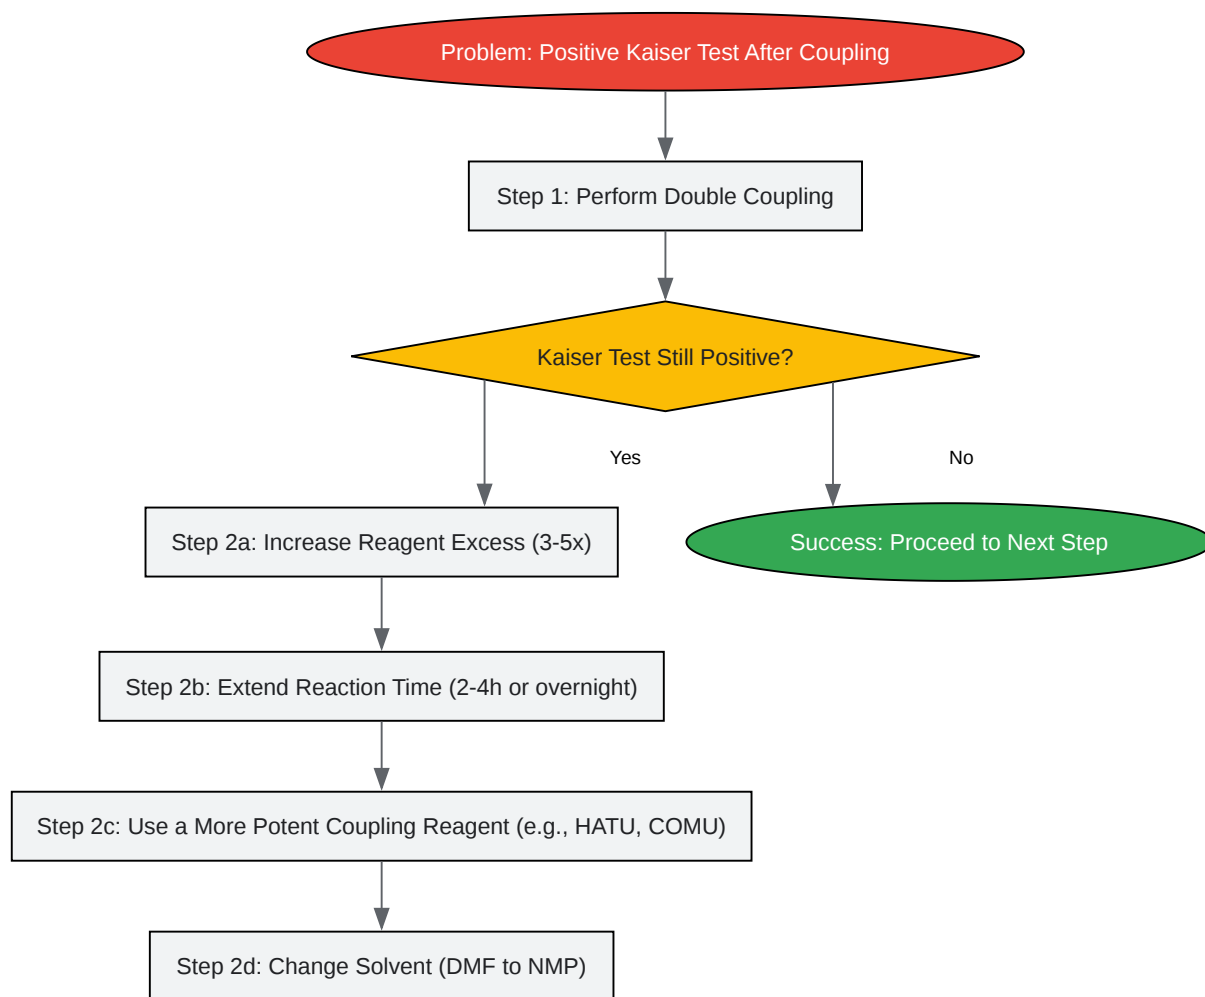 Problem: Positive Kaiser Test After Coupling
Step 1: Perform Double Coupling
Kaiser Test Still Positive?
Yes
No
Step 2a: Increase Reagent Excess (3-5x)
Success: Proceed to Next Step
Step 2b: Extend Reaction Time (2-4h or overnight)
Step 2c: Use a More Potent Coupling Reagent (e.g., HATU, COMU)
Step 2d: Change Solvent (DMF to NMP)